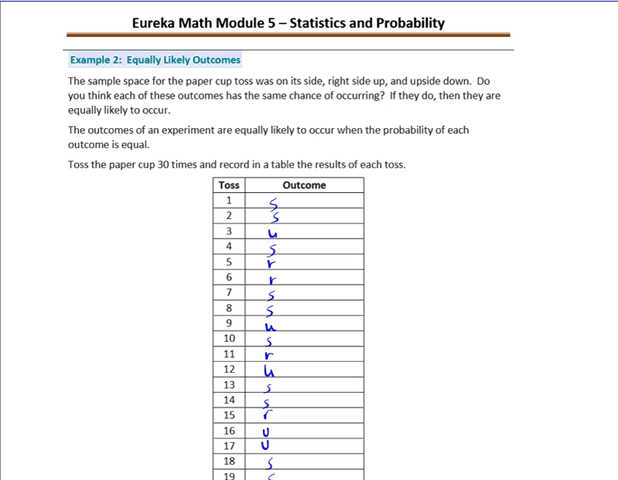 Eureka Math Module 5 – Statistics and Probability
Example 2: Equally Likely Outcomes
The sample space for the paper cup toss was on its side, right side up, and upside down. Do
you think each of these outcomes has the same chance of occurring? If they do, then they are
equally likely to occur.
The outcomes of an experiment are equally likely to occur when the probability of each
outcome is equal.
Toss the paper cup 30 times and record in a table the results of each toss.
Toss Outcome
1 S
2 S
3 u
4 S
5 r
6 r
7 S
8 S
9 u
10 S
11 r
12 u
13 S
14 S
15 r
16 U
17 U
18 S
19